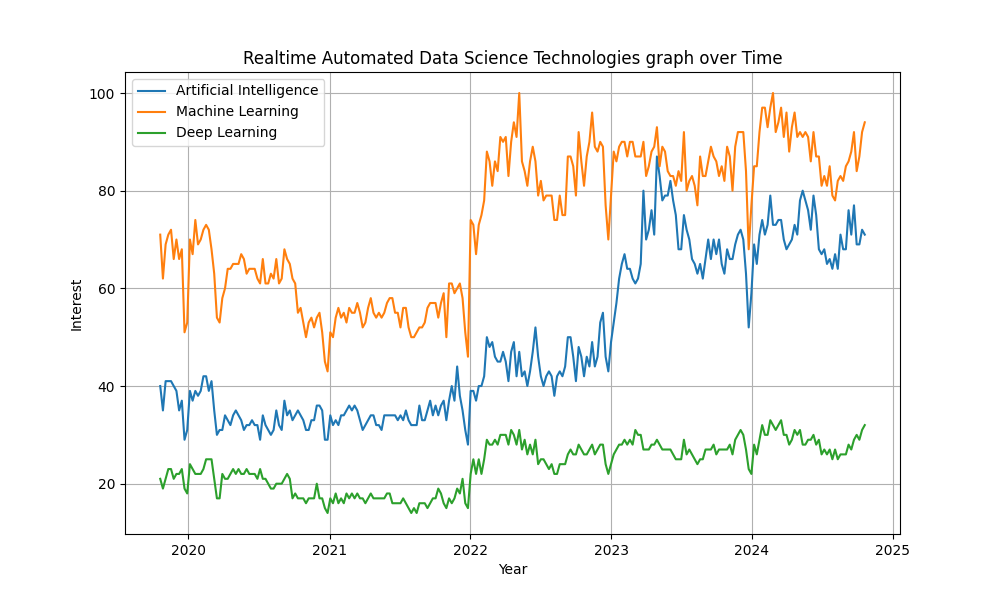 Realtime Automated Data Science Technologies graph over Time
Artificial Intelligence
Machine Learning
Deep Learning
100
80
60
40
20
Interest
2020 2021 2022 2023 2024 2025
Year